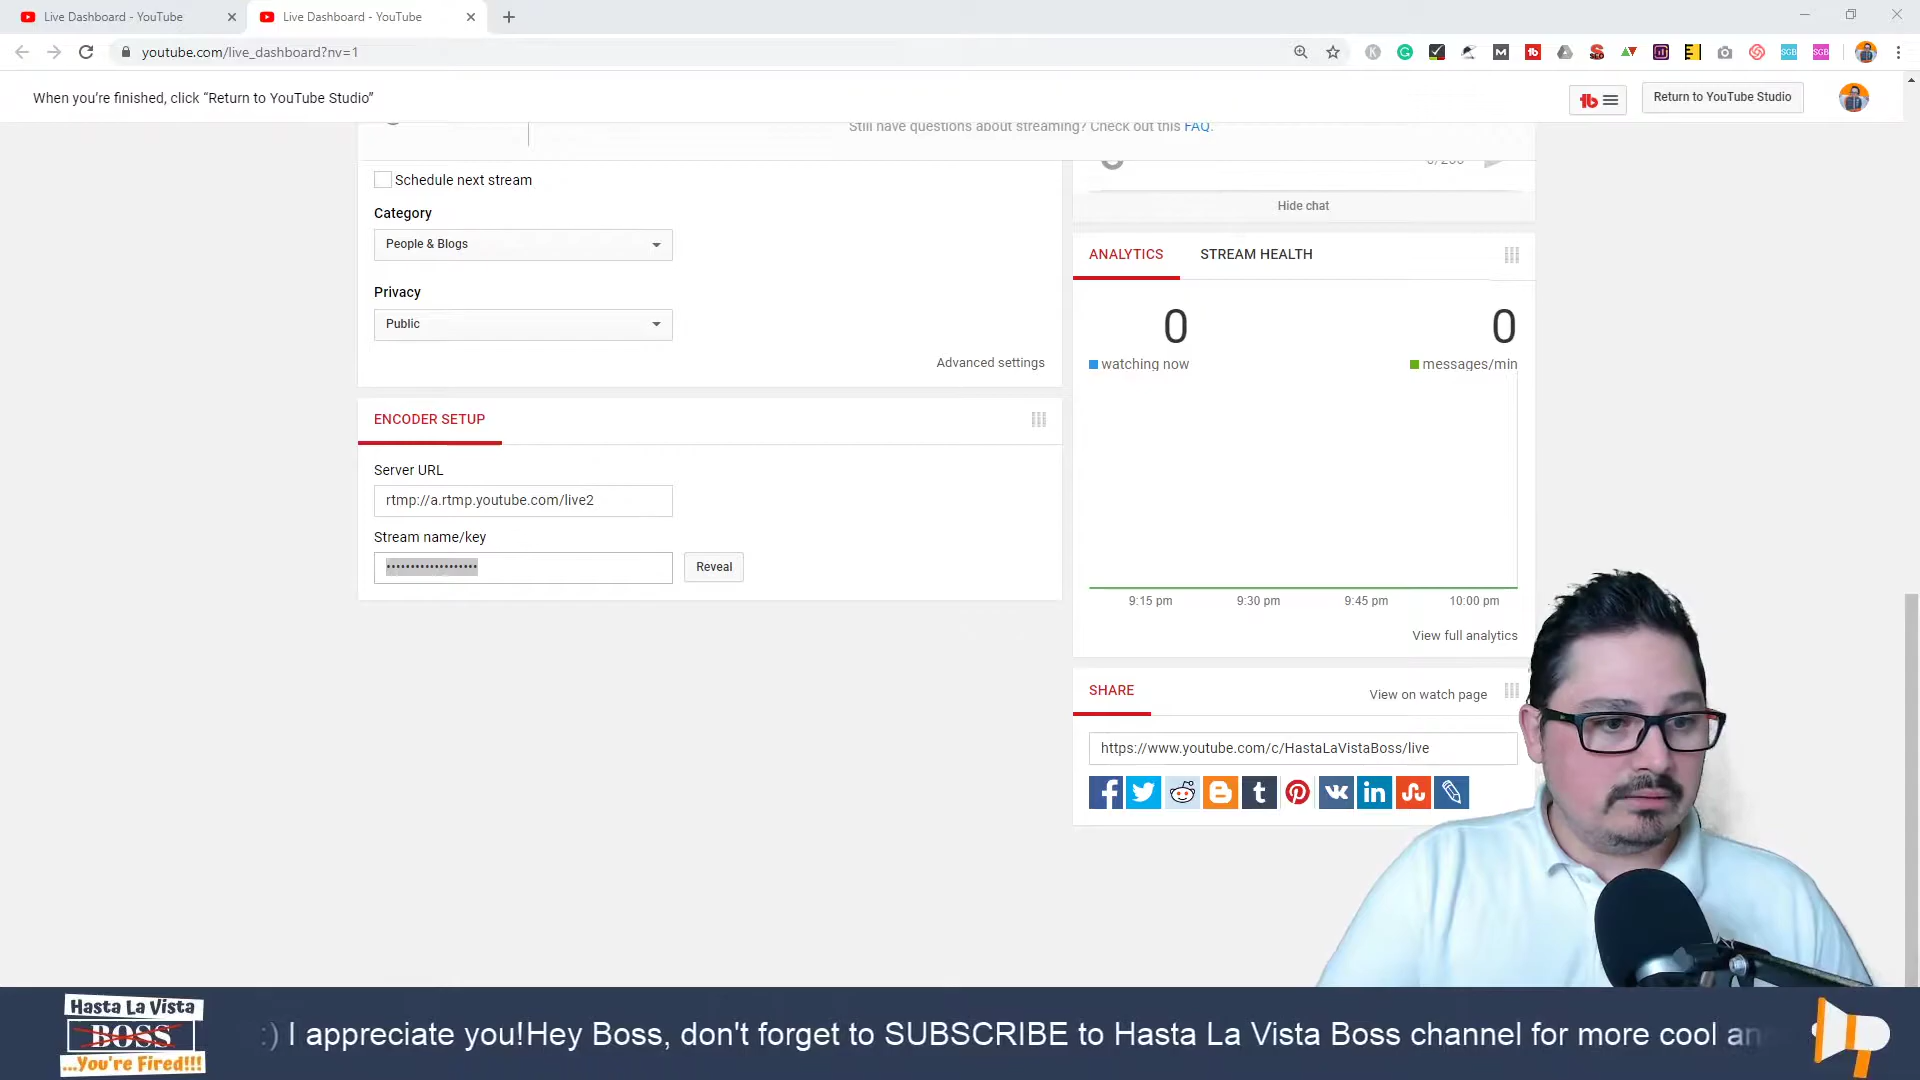 Live Dashboard - YouTube
Live Dashboard - YouTube
youtube.com/live_dashboard?nv=1
When you're finished, click “Return to YouTube Studio”
Return to YouTube Studio
Still have questions about streaming? Check out this FAQ.
Schedule next stream
Category
People & Blogs
Privacy
Public
Advanced settings
ENCODER SETUP
Server URL
rtmp://a.rtmp.youtube.com/live2
Stream name/key
••••••••••••••••••• Reveal
Hide chat
ANALYTICS STREAM HEALTH
0 0
watching now messages/min
9:15 pm 9:30 pm 9:45 pm 10:00 pm
View full analytics
SHARE View on watch page
https://www.youtube.com/c/HastaLaVistaBoss/live
Hasta La Vista
BOSS
...You're Fired!!!
:) I appreciate you!Hey Boss, don't forget to SUBSCRIBE to Hasta La Vista Boss channel for more cool